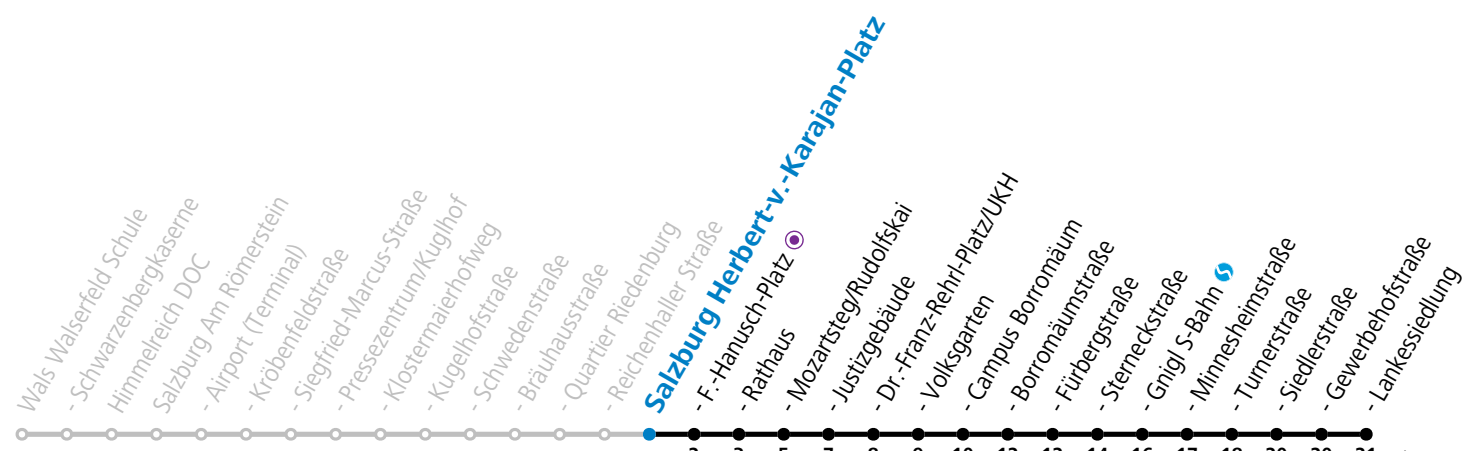 Wals Walserfeld Schule
- Schwarzenbergkaserne
Himmelreich DOC
Salzburg Am Römerstein
- Airport (Terminal)
- Kröbenfeldstraße
- Siegfried-Marcus-Straße
- Pressezentrum/Kuglhof
- Klostermaierhofweg
- Kugelhofstraße
- Schwedenstraße
- Bräuhausstraße
- Quartier Riedenburg
- Reichenhaller Straße
Salzburg Herbert-v.-Karajan-Platz
- F.-Hanusch-Platz
- Rathaus
- Mozartsteg/Rudolfskai
- Justizgebäude
- Dr.-Franz-Rehrl-Platz/UKH
- Volksgarten
- Campus Borromäum
- Borromäumstraße
- Fürbergstraße
- Sterneckstraße
- Gnigl S-Bahn
- Minnesheimstraße
- Turnerstraße
- Siedlerstraße
- Gewerbehofstraße
- Lankessiedlung